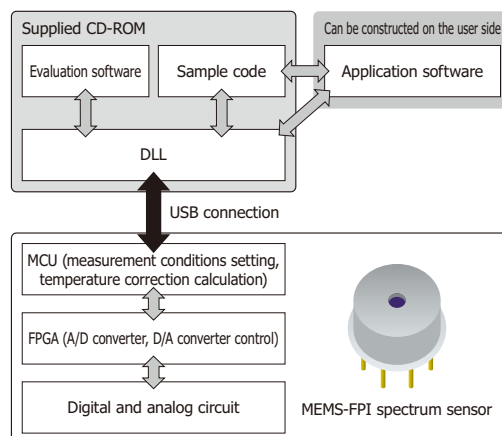 Supplied CD-ROM
Can be constructed on the user side
Evaluation software
Sample code
Application software
DLL
USB connection
MCU (measurement conditions setting,
temperature correction calculation)
FPGA (A/D converter, D/A converter control)
Digital and analog circuit
MEMS-FPI spectrum sensor